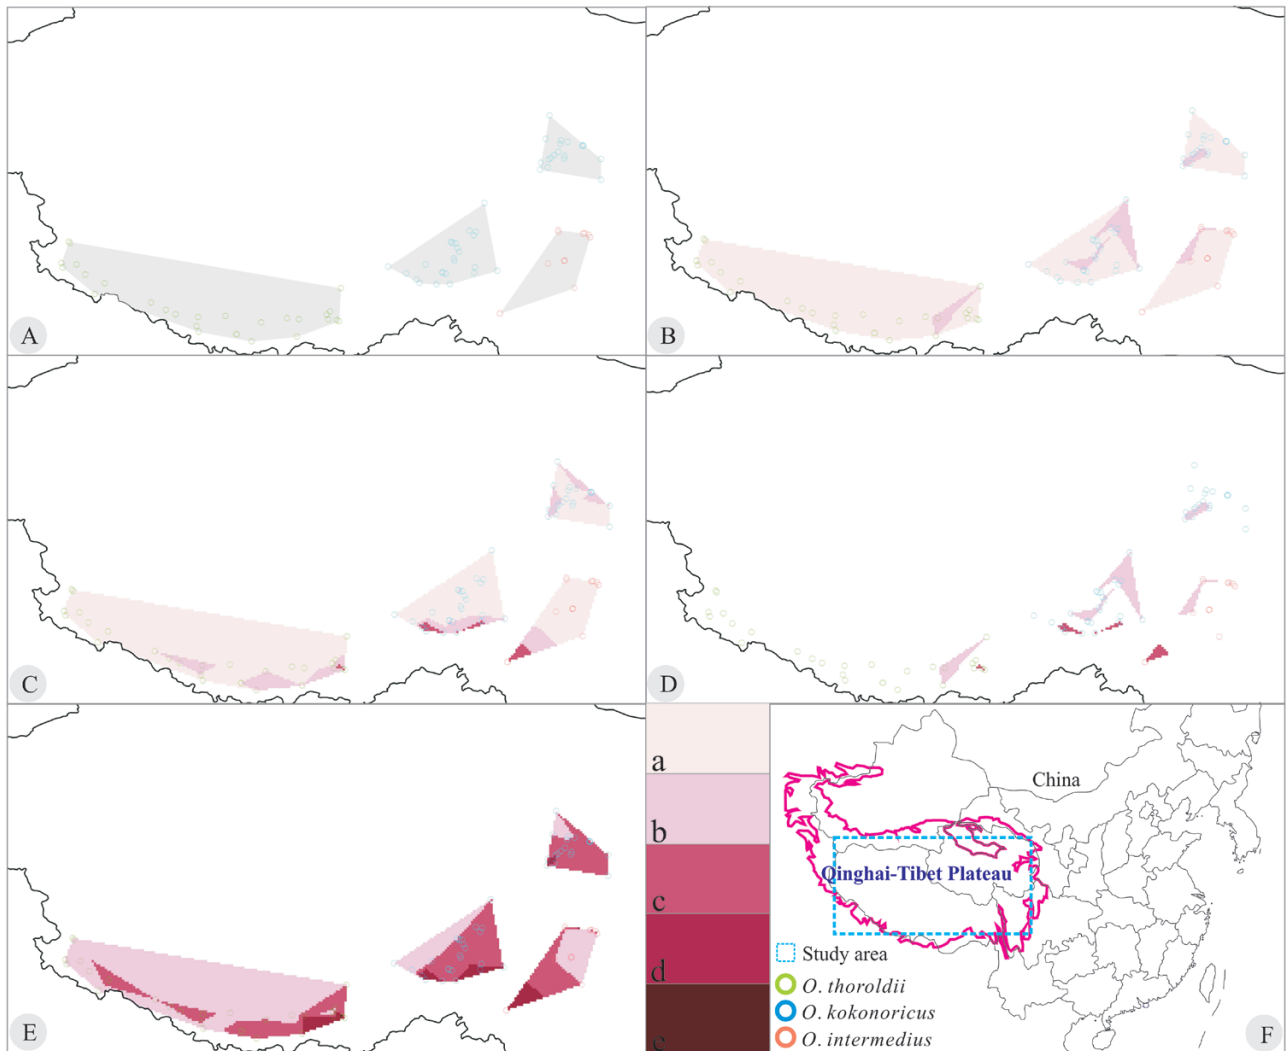 A
B
C
D
E
a
b
c
d
e
China
Qinghai-Tibet Plateau
Study area
O. thoroldii
O. kokonoricus
O. intermedius
F